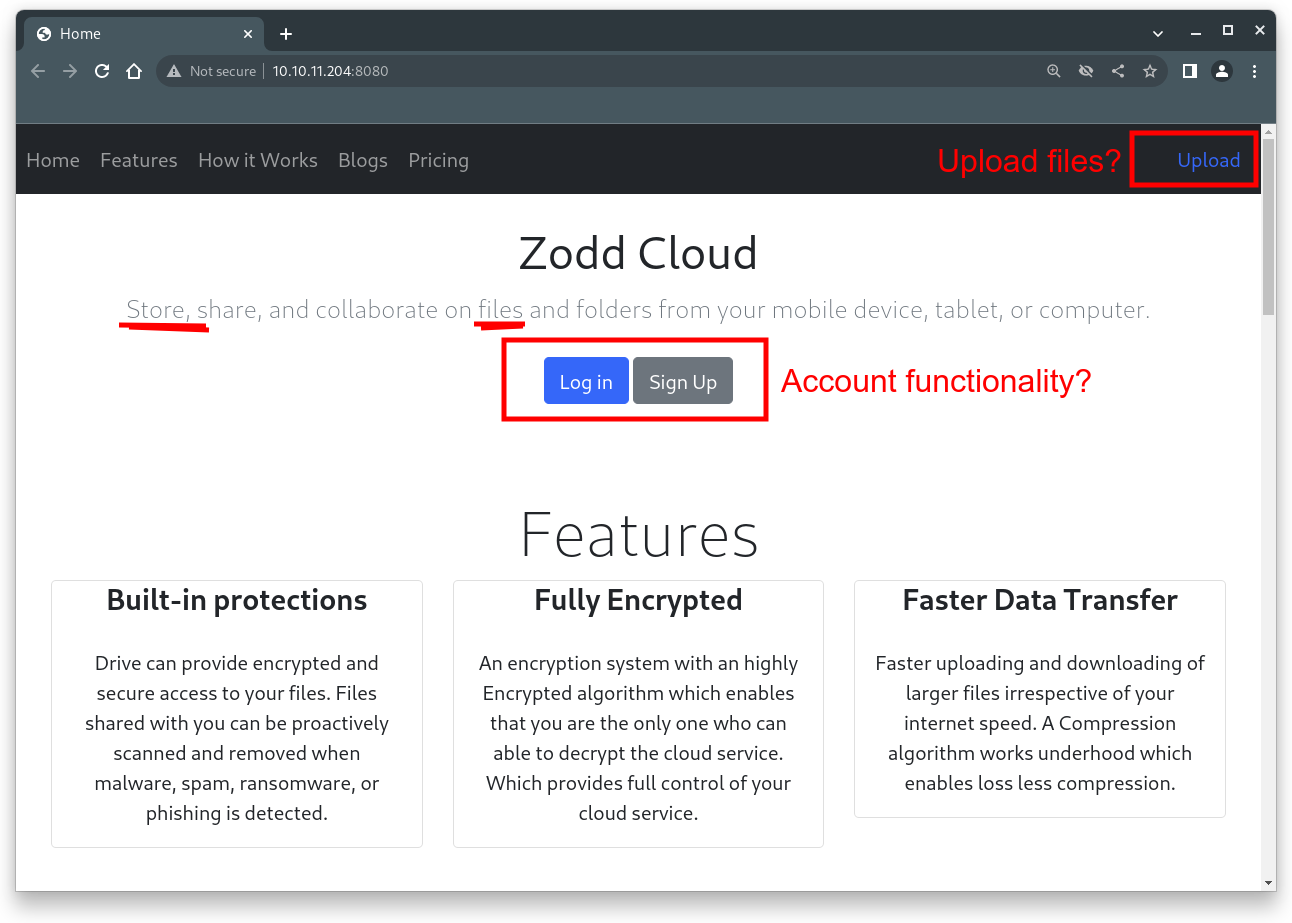 Home
Not secure 10.10.11.204:8080
Home Features How it Works Blogs Pricing Upload files? Upload
Zodd Cloud
Store, share, and collaborate on files and folders from your mobile device, tablet, or computer.
Log in Sign Up Account functionality?
Features
Built-in protections
Drive can provide encrypted and
secure access to your files. Files
shared with you can be proactively
scanned and removed when
malware, spam, ransomware, or
phishing is detected.
Fully Encrypted
An encryption system with an highly
Encrypted algorithm which enables
that you are the only one who can
able to decrypt the cloud service.
Which provides full control of your
cloud service.
Faster Data Transfer
Faster uploading and downloading of
larger files irrespective of your
internet speed. A Compression
algorithm works underhood which
enables loss less compression.